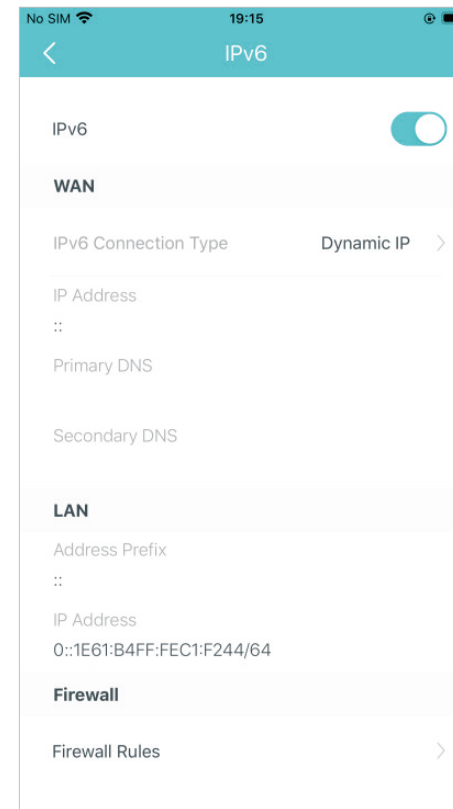 No SIM 19:15
IPv6
IPv6
WAN
IPv6 Connection Type Dynamic IP
IP Address
::
Primary DNS
Secondary DNS
LAN
Address Prefix
::
IP Address
0::1E61:B4FF:FEC1:F244/64
Firewall
Firewall Rules